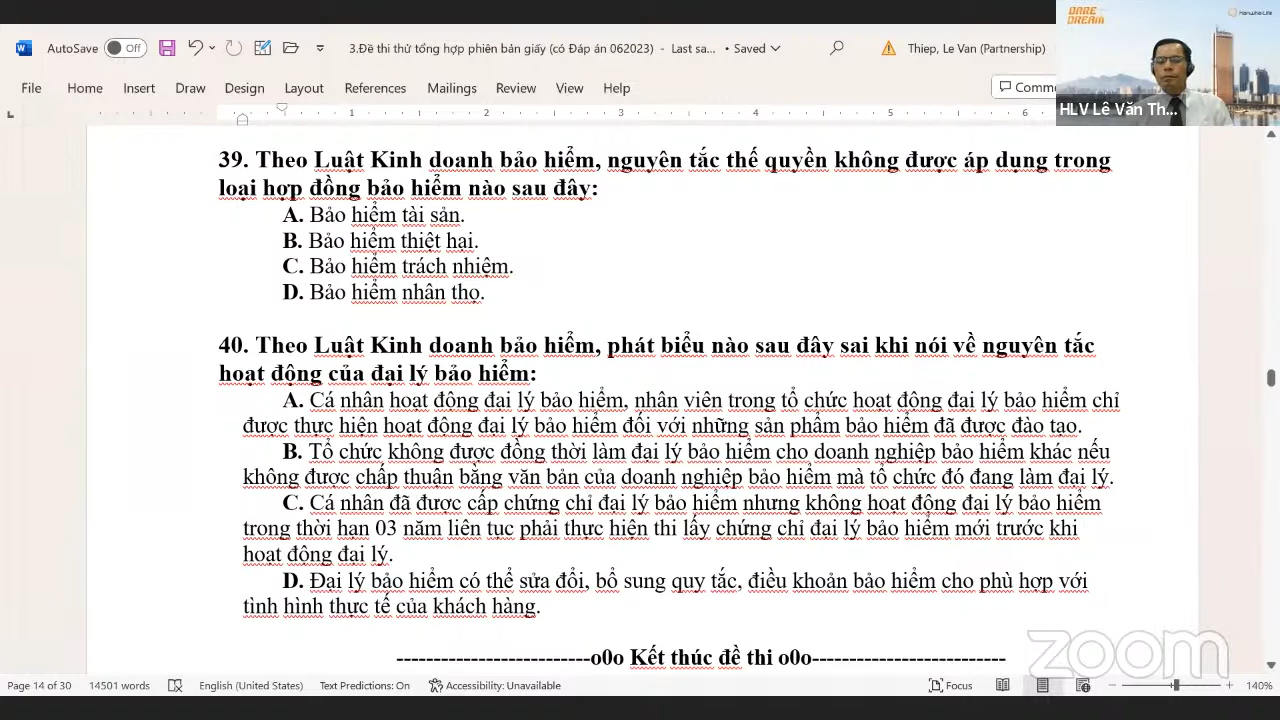 DARE
DREAM
Hanwha Life
AutoSave Off 3.Đề thi thử tổng hợp phiên bản giấy (có Đáp án 062023) - Last sa... • Saved Thiep, Le Van (Partnership)
File Home Insert Draw Design Layout References Mailings Review View Help Comme
HLV Lê Văn Th...
1 2 3 4 5 6
39. Theo Luật Kinh doanh bảo hiểm, nguyên tắc thế quyền không được áp dụng trong
loại hợp đồng bảo hiểm nào sau đây:
A. Bảo hiểm tài sản.
B. Bảo hiểm thiệt hại.
C. Bảo hiểm trách nhiệm.
D. Bảo hiểm nhân thọ.
40. Theo Luật Kinh doanh bảo hiểm, phát biểu nào sau đây sai khi nói về nguyên tắc
hoạt động của đại lý bảo hiểm:
A. Cá nhân hoạt động đại lý bảo hiểm, nhân viên trong tổ chức hoạt động đại lý bảo hiểm chỉ
được thực hiện hoạt động đại lý bảo hiểm đối với những sản phẩm bảo hiểm đã được đào tạo.
B. Tổ chức không được đồng thời làm đại lý bảo hiểm cho doanh nghiệp bảo hiểm khác nếu
không được chấp thuận bằng văn bản của doanh nghiệp bảo hiểm mà tổ chức đó đang làm đại lý.
C. Cá nhân đã được cấp chứng chỉ đại lý bảo hiểm nhưng không hoạt động đại lý bảo hiểm
trong thời hạn 03 năm liên tục phải thực hiện thi lấy chứng chỉ đại lý bảo hiểm mới trước khi
hoạt động đại lý.
D. Đại lý bảo hiểm có thể sửa đổi, bổ sung quy tắc, điều khoản bảo hiểm cho phù hợp với
tình hình thực tế của khách hàng.
-------------------------o0o Kết thúc đề thi o0o-------------------------
zoom
Page 14 of 30 14501 words English (United States) Text Predictions: On Accessibility: Unavailable Focus 140%